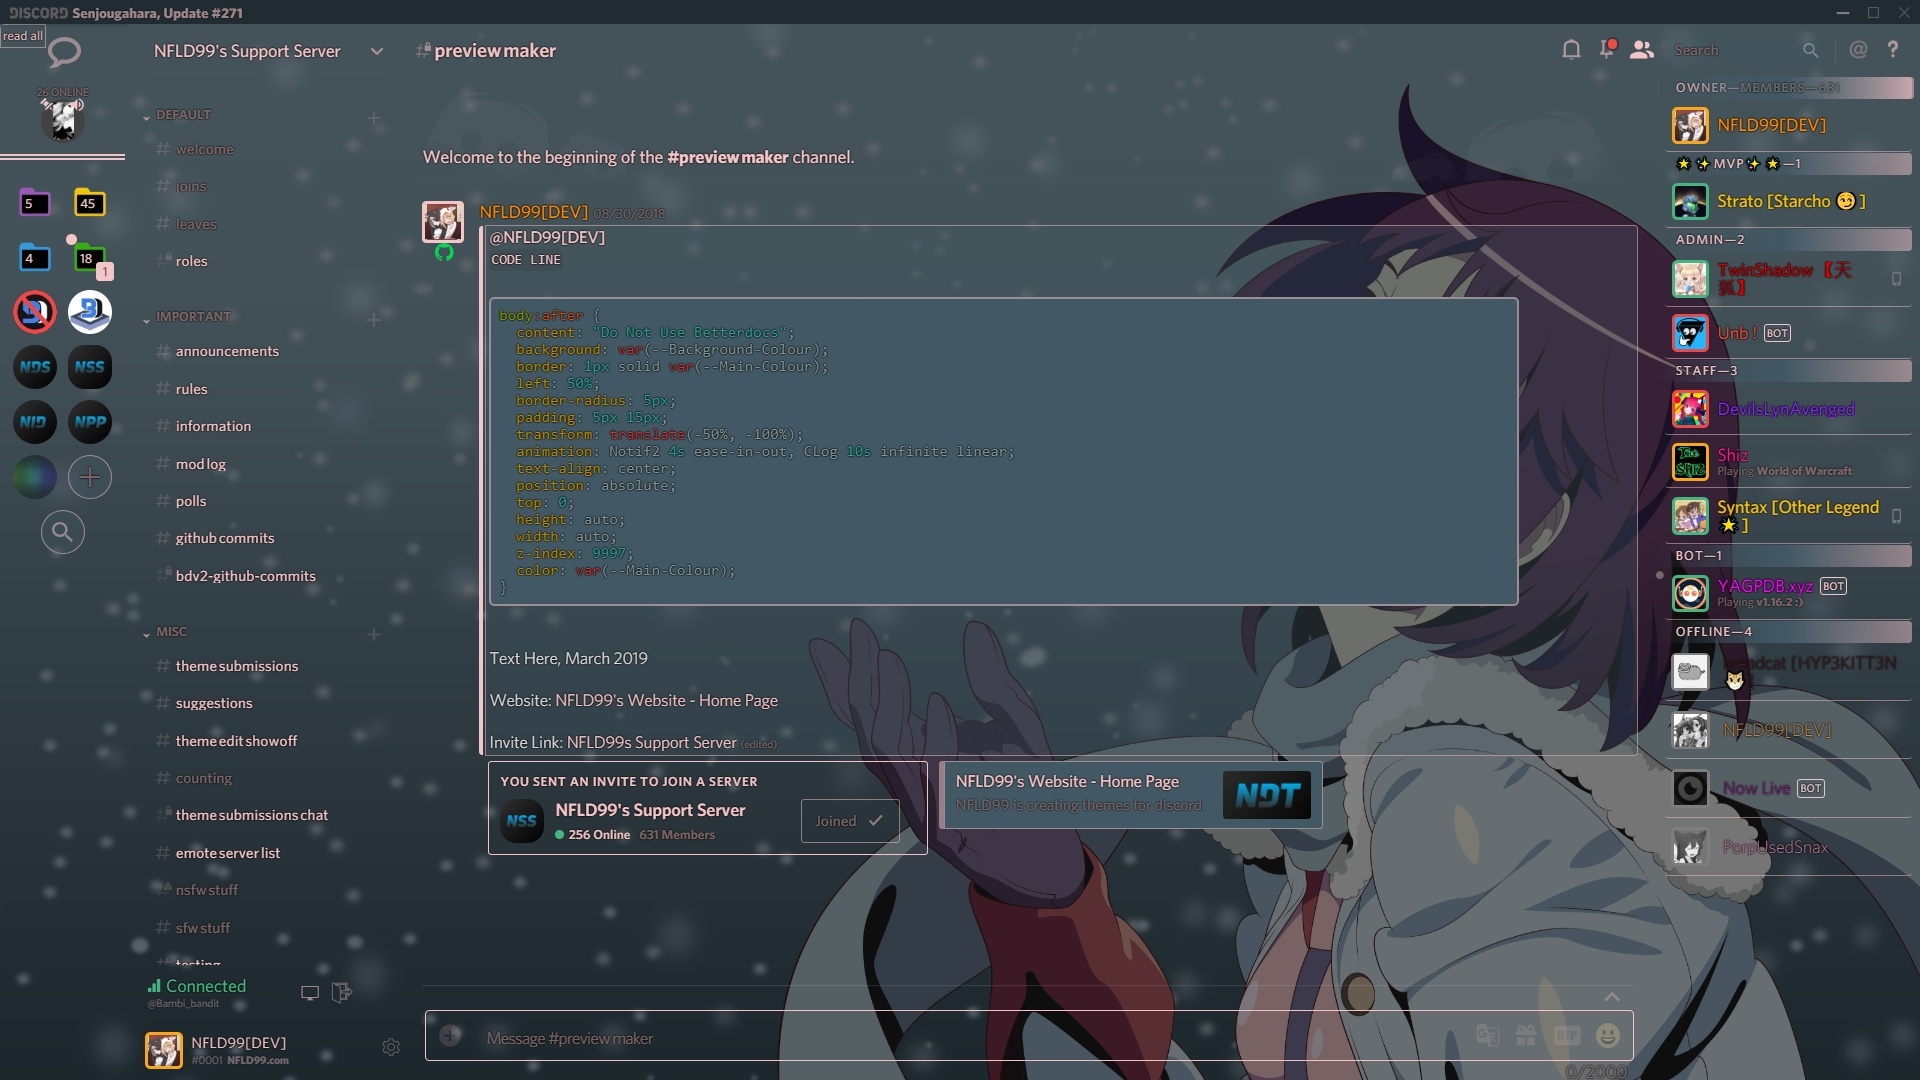 DISCORD Senjougahara, Update #271
read all
26 ONLINE
5
45
4
18
1
NDS
NSS
NID
NPP
NFLD99's Support Server
DEFAULT
welcome
joins
leaves
roles
IMPORTANT
announcements
rules
information
mod log
polls
github commits
bdv2-github-commits
MISC
theme submissions
suggestions
theme edit showoff
counting
theme submissions chat
emote server list
nsfw stuff
sfw stuff
testing
Connected
@Bambi_bandit
NFLD99[DEV]
#0001 NFLD99.com
# preview maker
Search
@ ?
Welcome to the beginning of the #preview maker channel.
NFLD99[DEV] 08/30/2018
@NFLD99[DEV]
CODE LINE
body:after {
content: "Do Not Use Betterdocs";
background: var(--Background-Colour);
border: 1px solid var(--Main-Colour);
left: 50%;
border-radius: 5px;
padding: 5px 15px;
transform: translate(-50%, -100%);
animation: Notif2 4s ease-in-out, CLog 10s infinite linear;
text-align: center;
position: absolute;
top: 0;
height: auto;
width: auto;
z-index: 9997;
color: var(--Main-Colour);
}
Text Here, March 2019
Website: NFLD99's Website - Home Page
Invite Link: NFLD99s Support Server (edited)
YOU SENT AN INVITE TO JOIN A SERVER
NSS
NFLD99's Support Server
256 Online 631 Members
Joined
NFLD99's Website - Home Page
NFLD99 is creating themes for discord.
NDT
Message #preview maker
GIF
0/2000
OWNER—MEMBERS—631
NFLD99[DEV]
🌟✨MVP✨🌟—1
Strato [Starcho 😏]
ADMIN—2
TwinShadow 【天
狐】
Unb ! BOT
STAFF—3
DevilsLynAvenged
The SHIZ
Shiz
Playing World of Warcraft
Syntax [Other Legend
🌟]
BOT—1
YAGPDB.xyz BOT
Playing v1.16.2 :)
OFFLINE—4
[HYP3KITT3N
NFLD99[DEV]
Now Live BOT
PorpUsedSnax